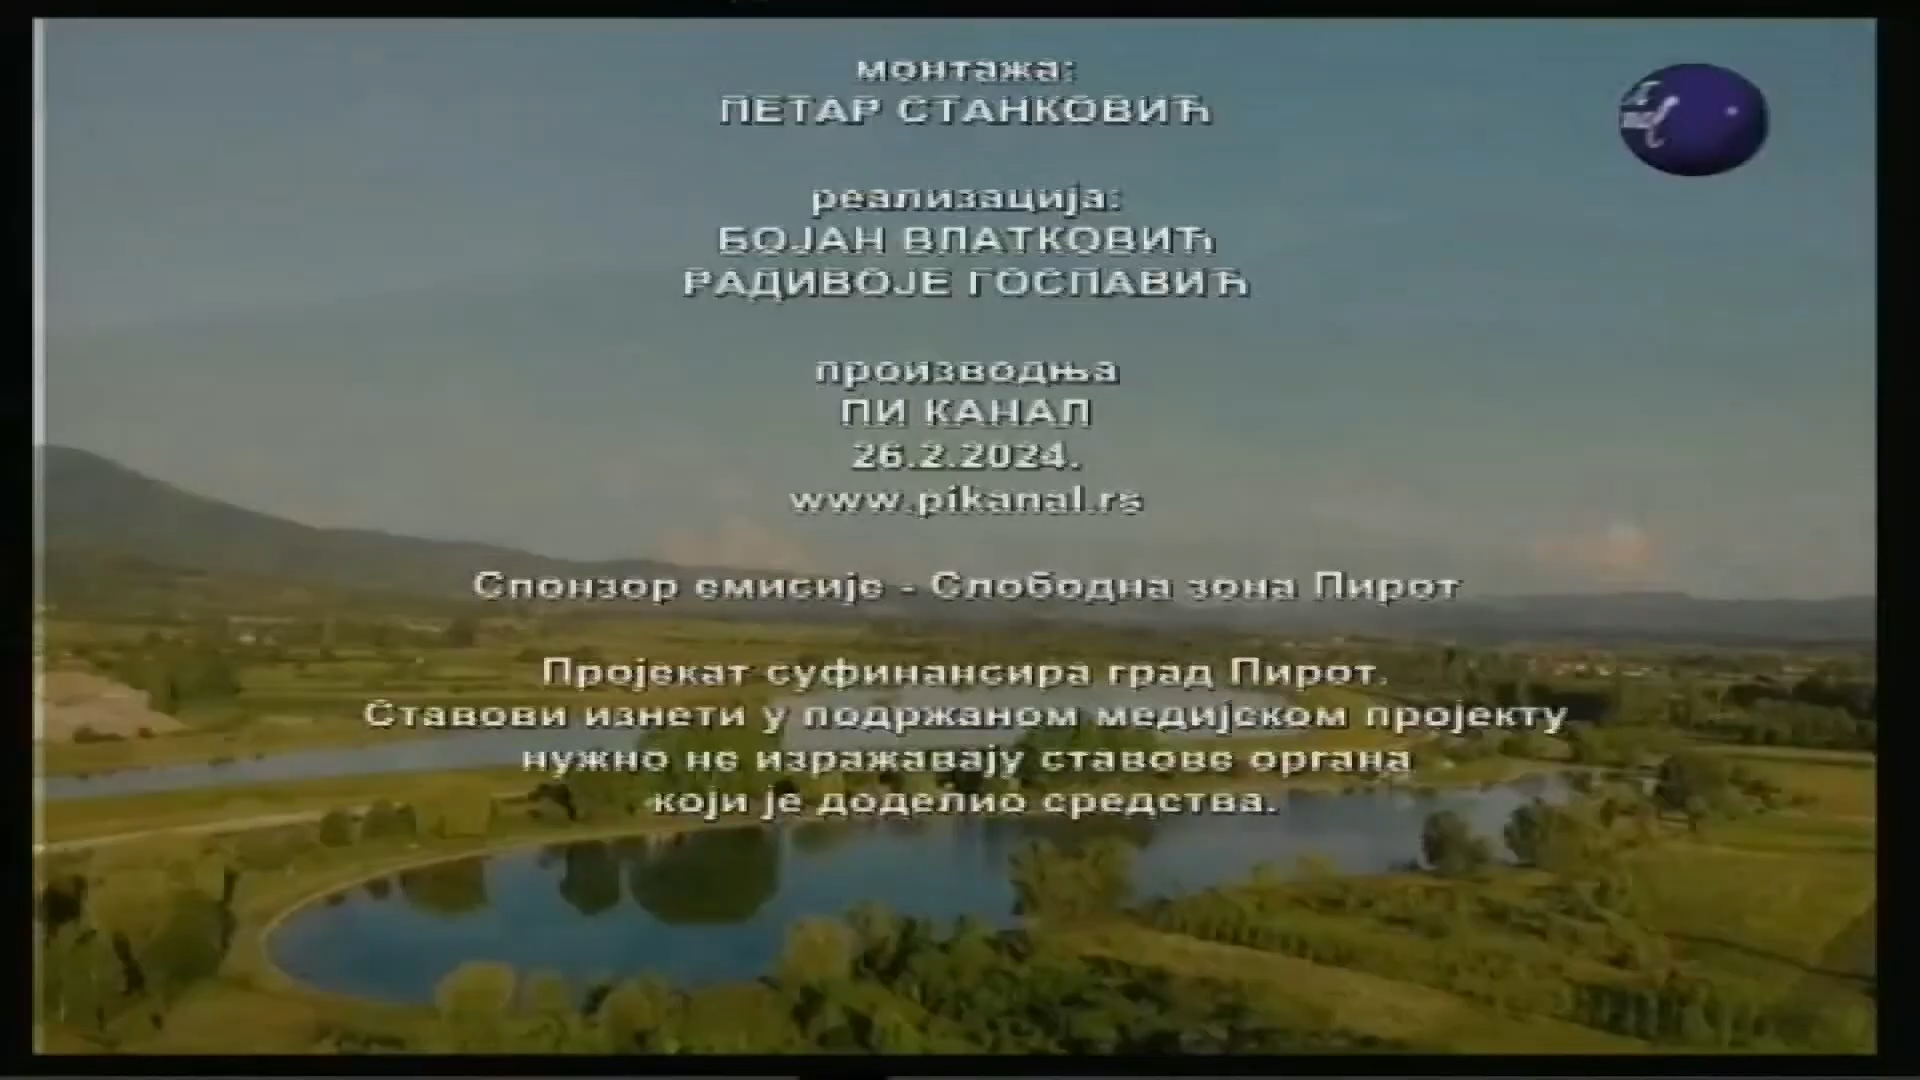 монтажа:
ПЕТАР СТАНКОВИЋ
реализација:
БОЈАН ВЛАТКОВИЋ
РАДИВОЈЕ ГОСПАВИЋ
производња
ПИ КАНАЛ
26.2.2024.
www.pikanal.rs
Спонзор емисије - Слободна зона Пирот
Пројекат суфинансира град Пирот.
Ставови изнети у подржаном медијском пројекту
нужно не изражавају ставове органа
који је доделио средства.